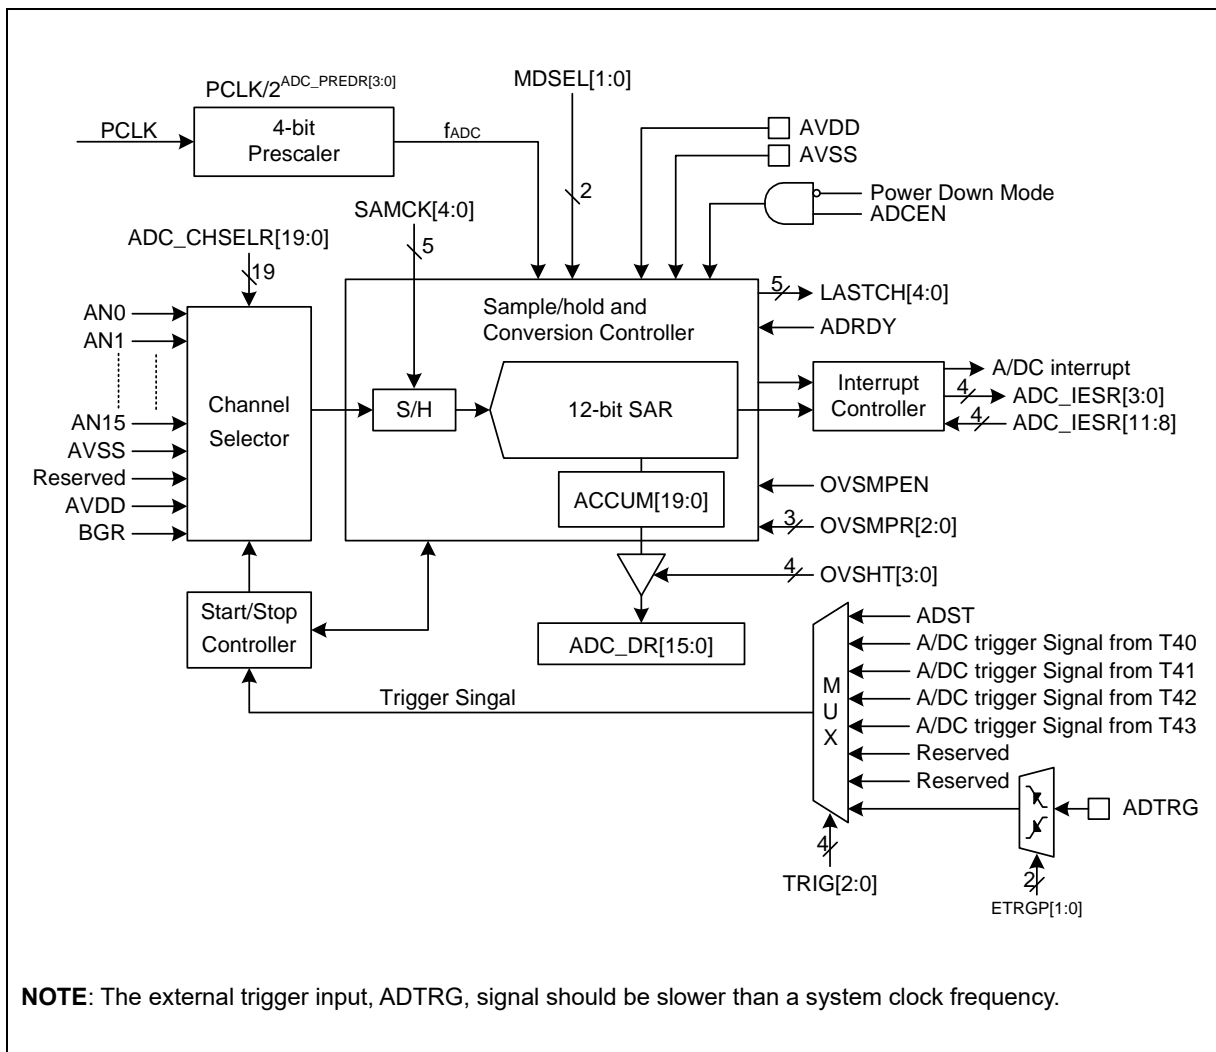 PCLK/2^ADC_PREDR[3:0]
MDSEL[1:0]
PCLK
4-bit
Prescaler
fADC
AVDD
AVSS
2
Power Down Mode
ADCEN
SAMCK[4:0]
5
ADC_CHSELR[19:0]
19
AN0
AN1
AN15
AVSS
Reserved
AVDD
BGR
Channel
Selector
Sample/hold and
Conversion Controller
S/H
12-bit SAR
ACCUM[19:0]
5
LASTCH[4:0]
ADRDY
Interrupt
Controller
A/DC interrupt
4
ADC_IESR[3:0]
4
ADC_IESR[11:8]
OVSMPEN
3
OVSMPR[2:0]
4
OVSHT[3:0]
Start/Stop
Controller
ADC_DR[15:0]
Trigger Singal
M
U
X
ADST
A/DC trigger Signal from T40
A/DC trigger Signal from T41
A/DC trigger Signal from T42
A/DC trigger Signal from T43
Reserved
Reserved
ADTRG
4
TRIG[2:0]
2
ETRGP[1:0]
NOTE: The external trigger input, ADTRG, signal should be slower than a system clock frequency.